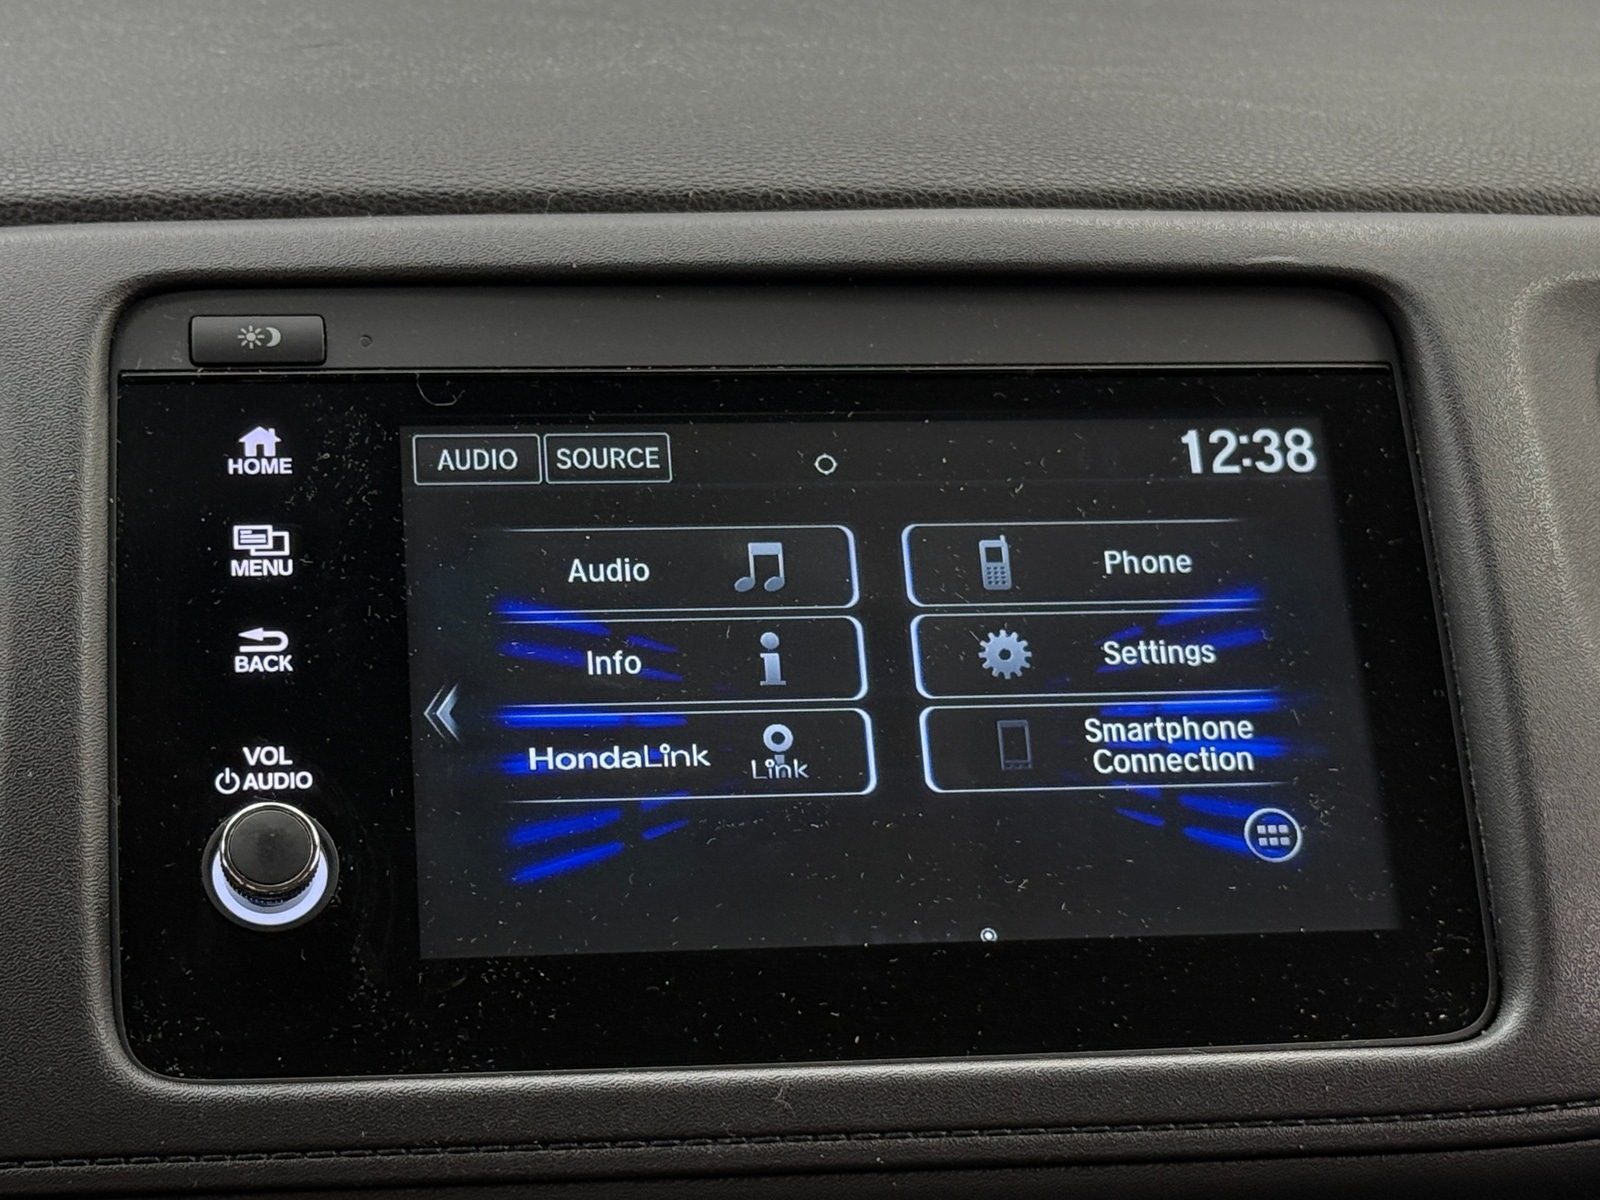 HOME
MENU
BACK
VOL
AUDIO
AUDIO SOURCE 12:38
Audio
Phone
Info
Settings
HondaLink
Link
Smartphone
Connection